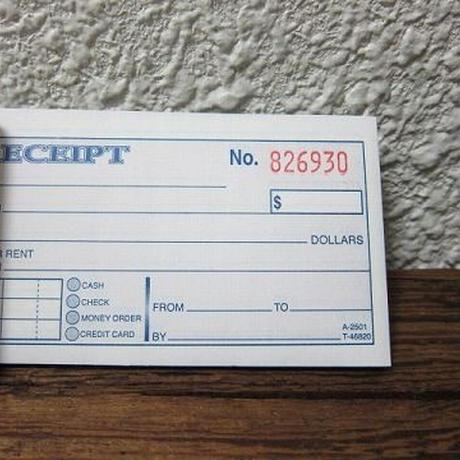 ECEIPT No. 826930
$
DOLLARS
R RENT
CASH
CHECK
MONEY ORDER
CREDIT CARD
FROM TO
BY
A-2501
T-46820